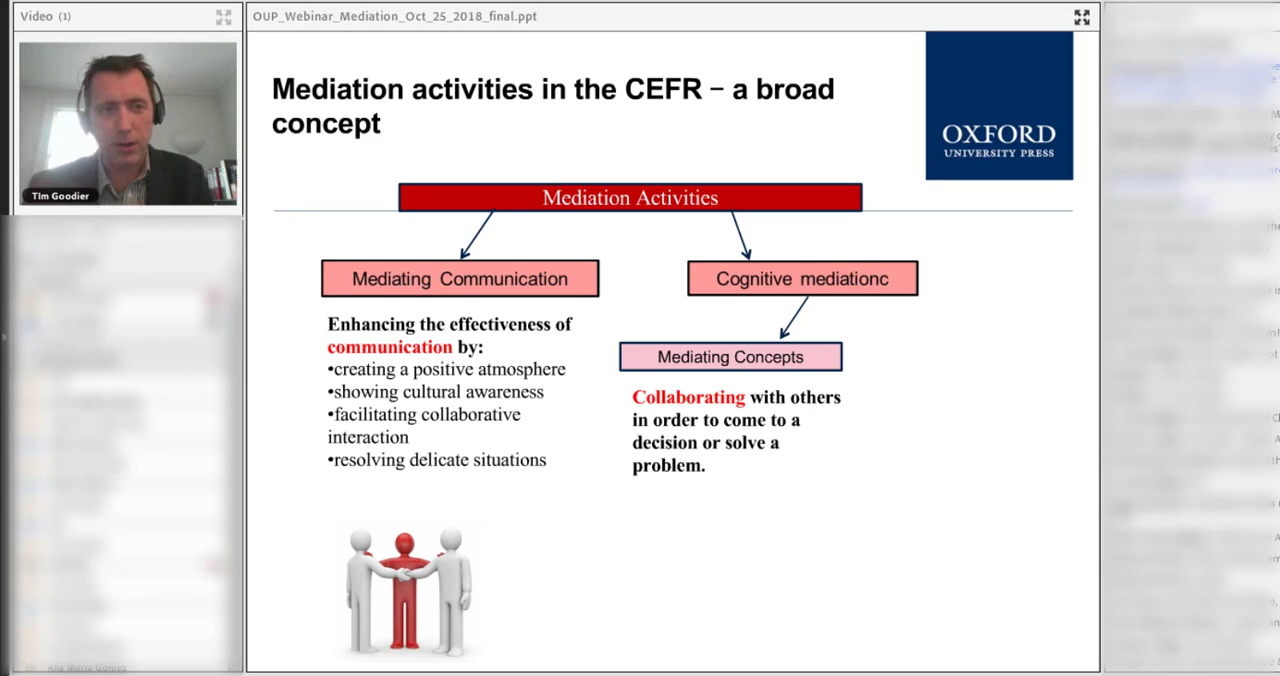 Video (1)
TIm Goodier
OUP_Webinar_Mediation_Oct_25_2018_final.ppt
Mediation activities in the CEFR – a broad
concept
OXFORD
UNIVERSITY PRESS
Mediation Activities
Mediating Communication
Cognitive mediationc
Enhancing the effectiveness of
communication by:
•creating a positive atmosphere
•showing cultural awareness
•facilitating collaborative
interaction
•resolving delicate situations
Mediating Concepts
Collaborating with others
in order to come to a
decision or solve a
problem.